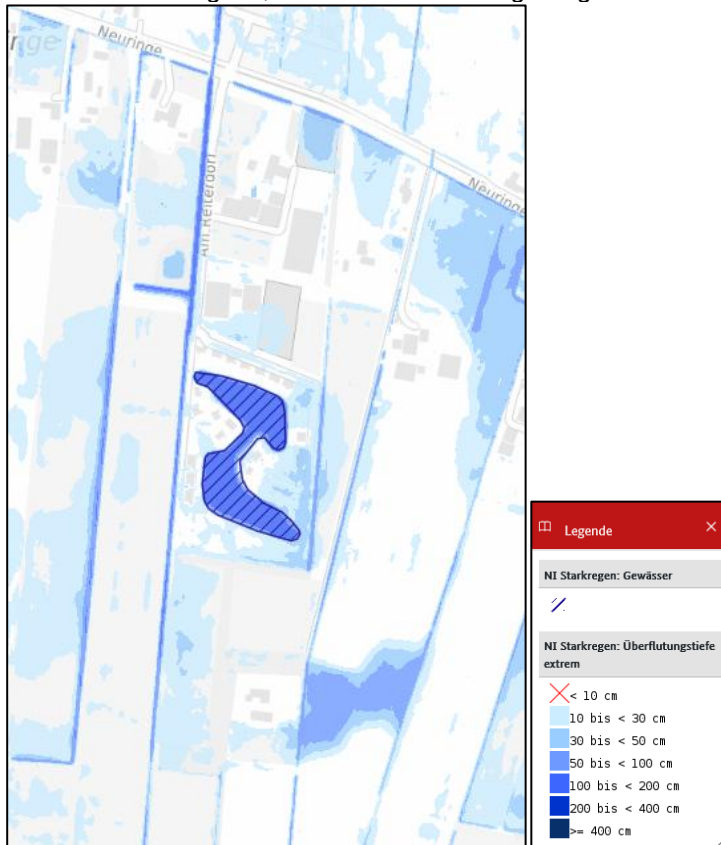 Neuringe
Neuringe
Am Reiterdorf
Legende
NI Starkregen: Gewässer
NI Starkregen: Überflutungstiefe
extrem
< 10 cm
10 bis < 30 cm
30 bis < 50 cm
50 bis < 100 cm
100 bis < 200 cm
200 bis < 400 cm
>= 400 cm